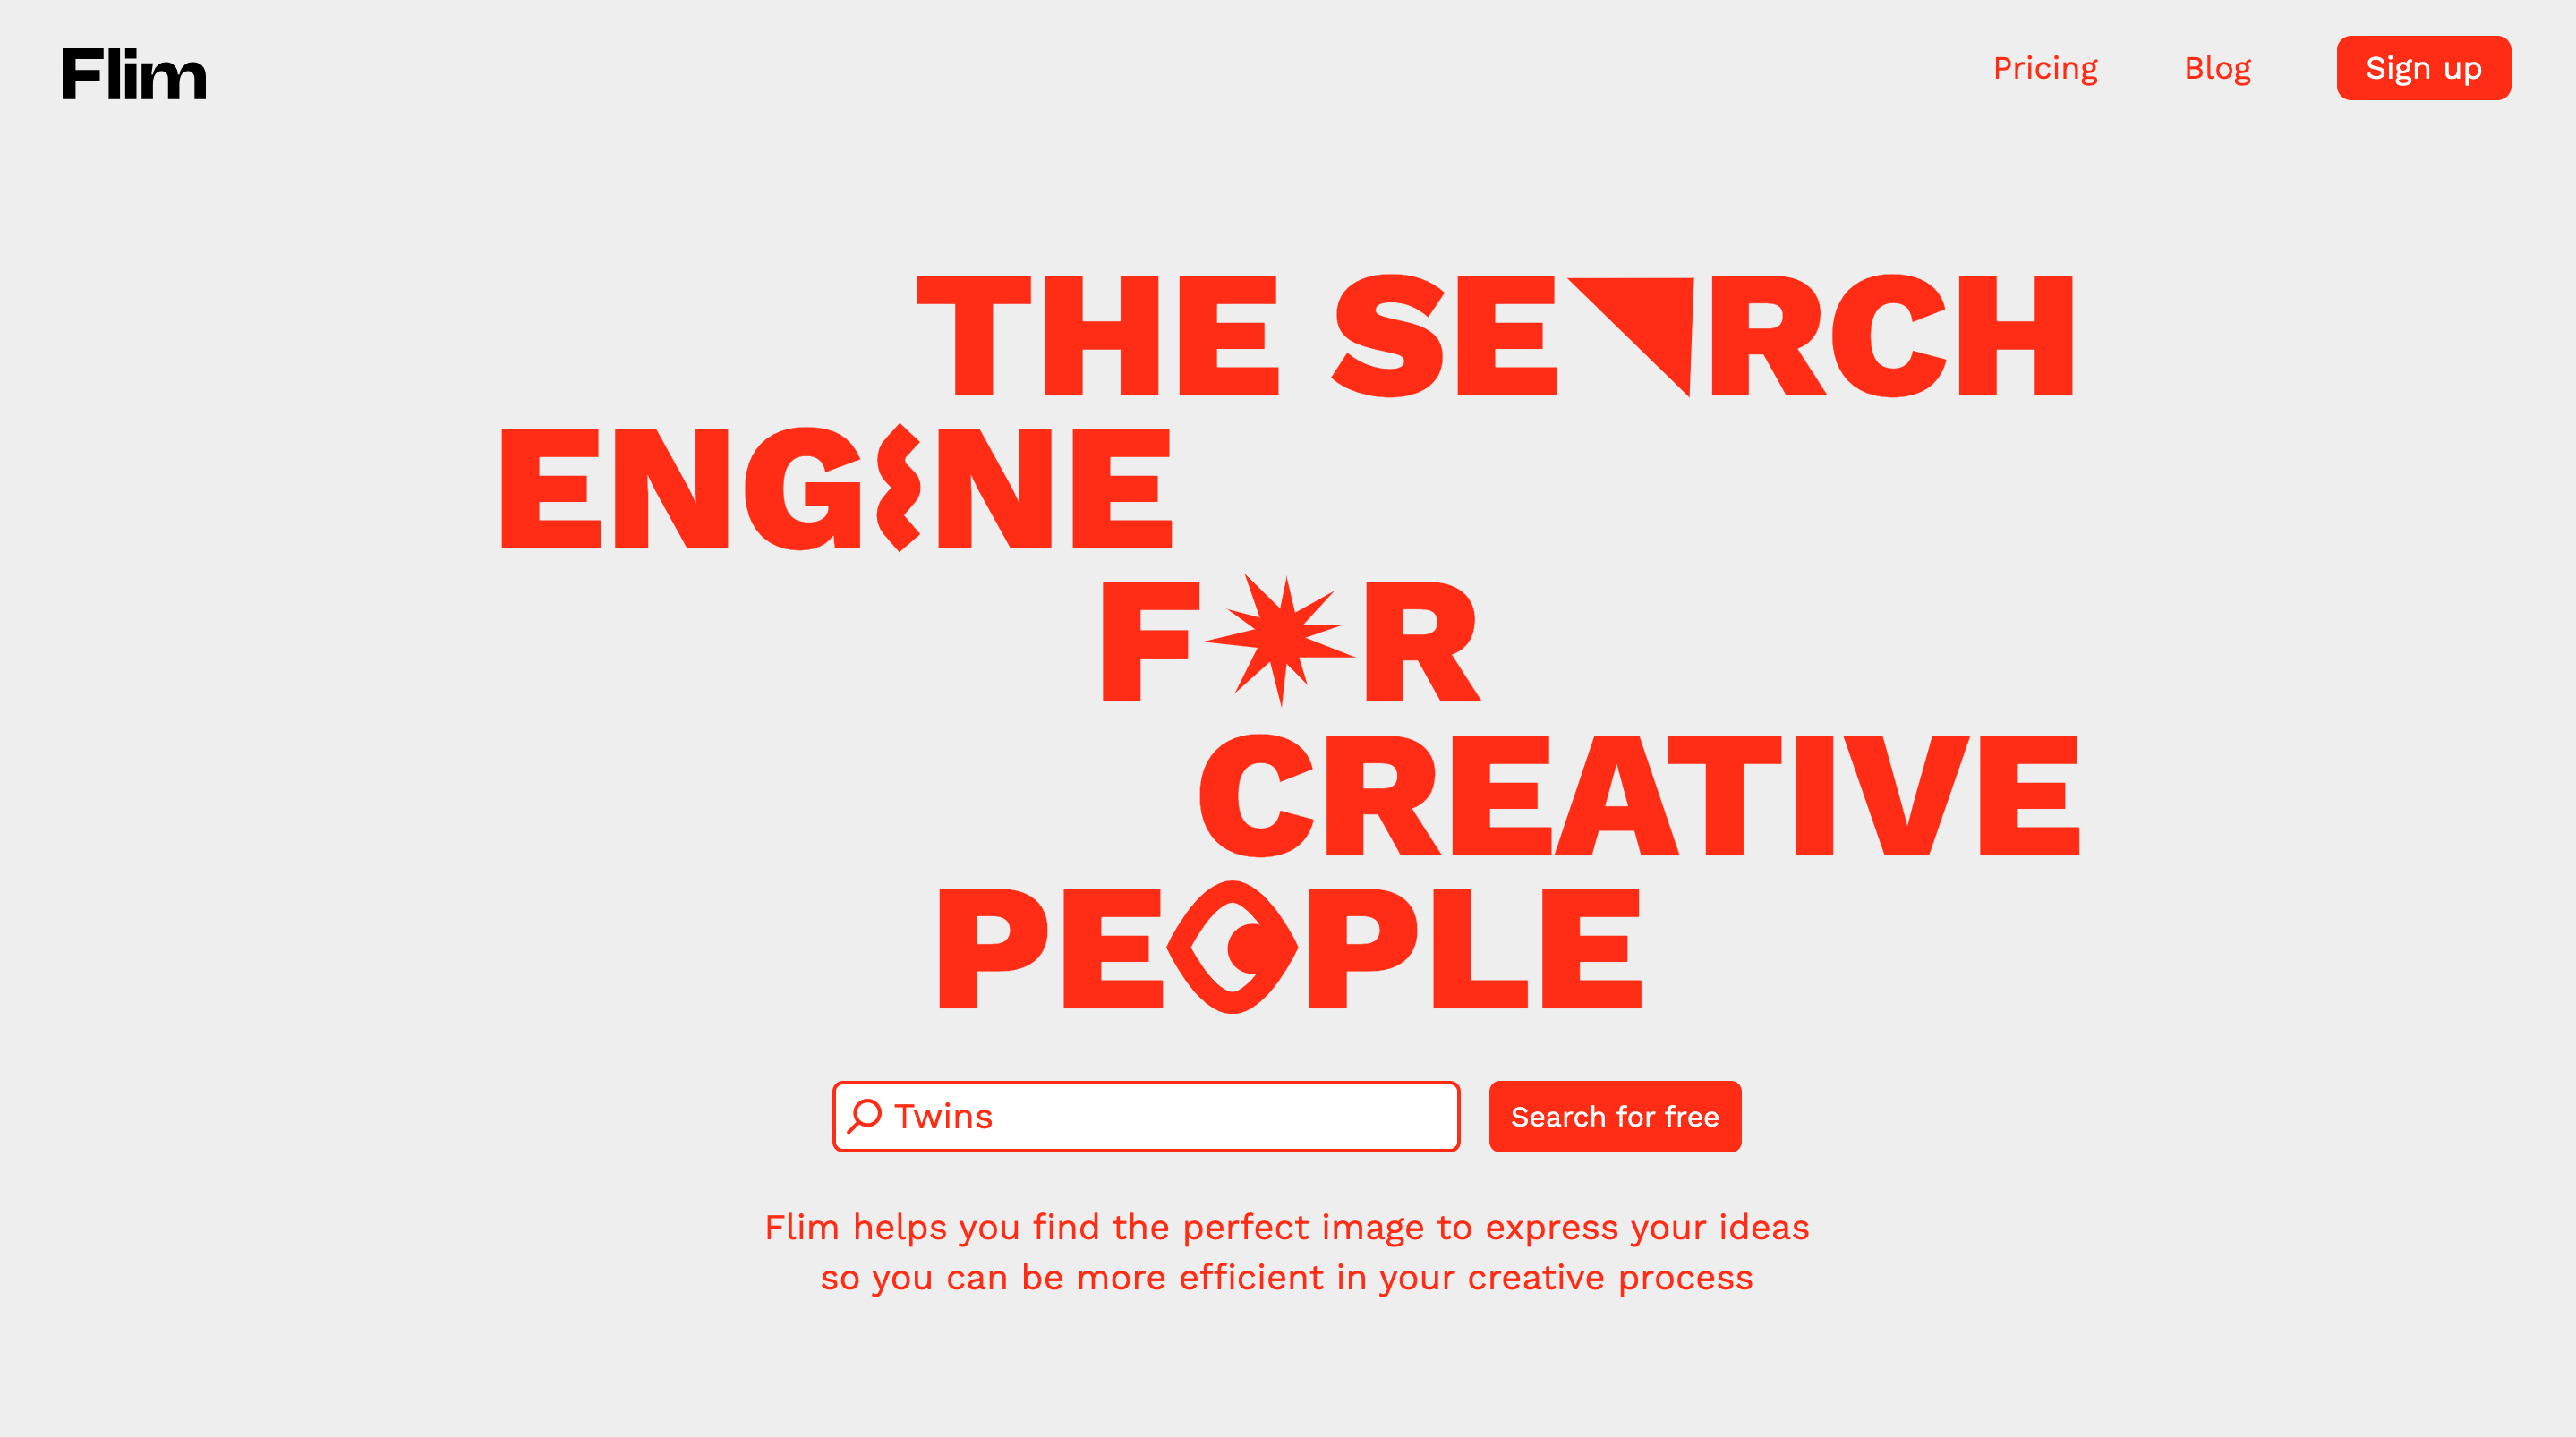 Flim
Pricing
Blog
Sign up
THE SEARCH
ENGINE
FOR
CREATIVE
PEOPLE
Twins
Search for free
Flim helps you find the perfect image to express your ideas
so you can be more efficient in your creative process